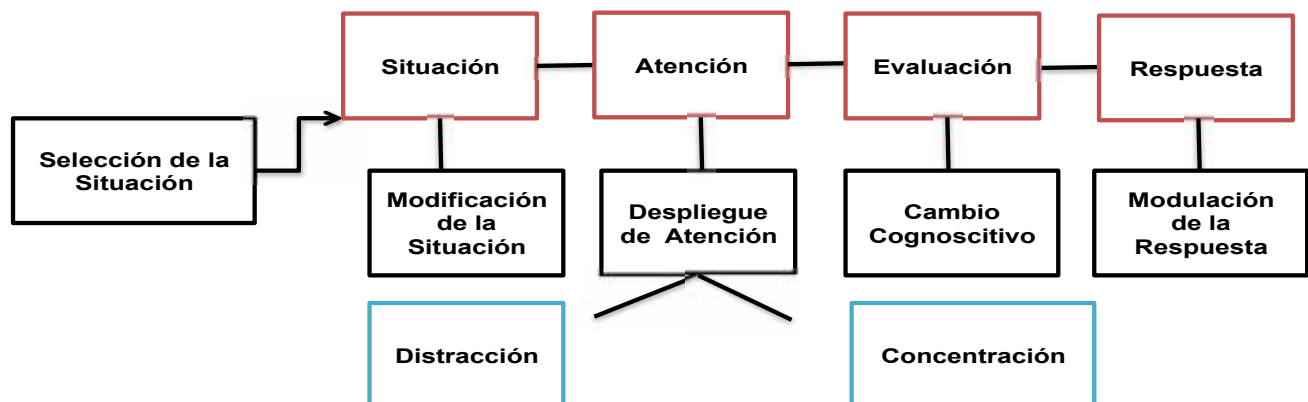 Situación
Atención
Evaluación
Respuesta
Selección de la
Situación
Modificación
de la
Situación
Despliegue
de Atención
Cambio
Cognoscitivo
Modulación
de la
Respuesta
Distracción
Concentración